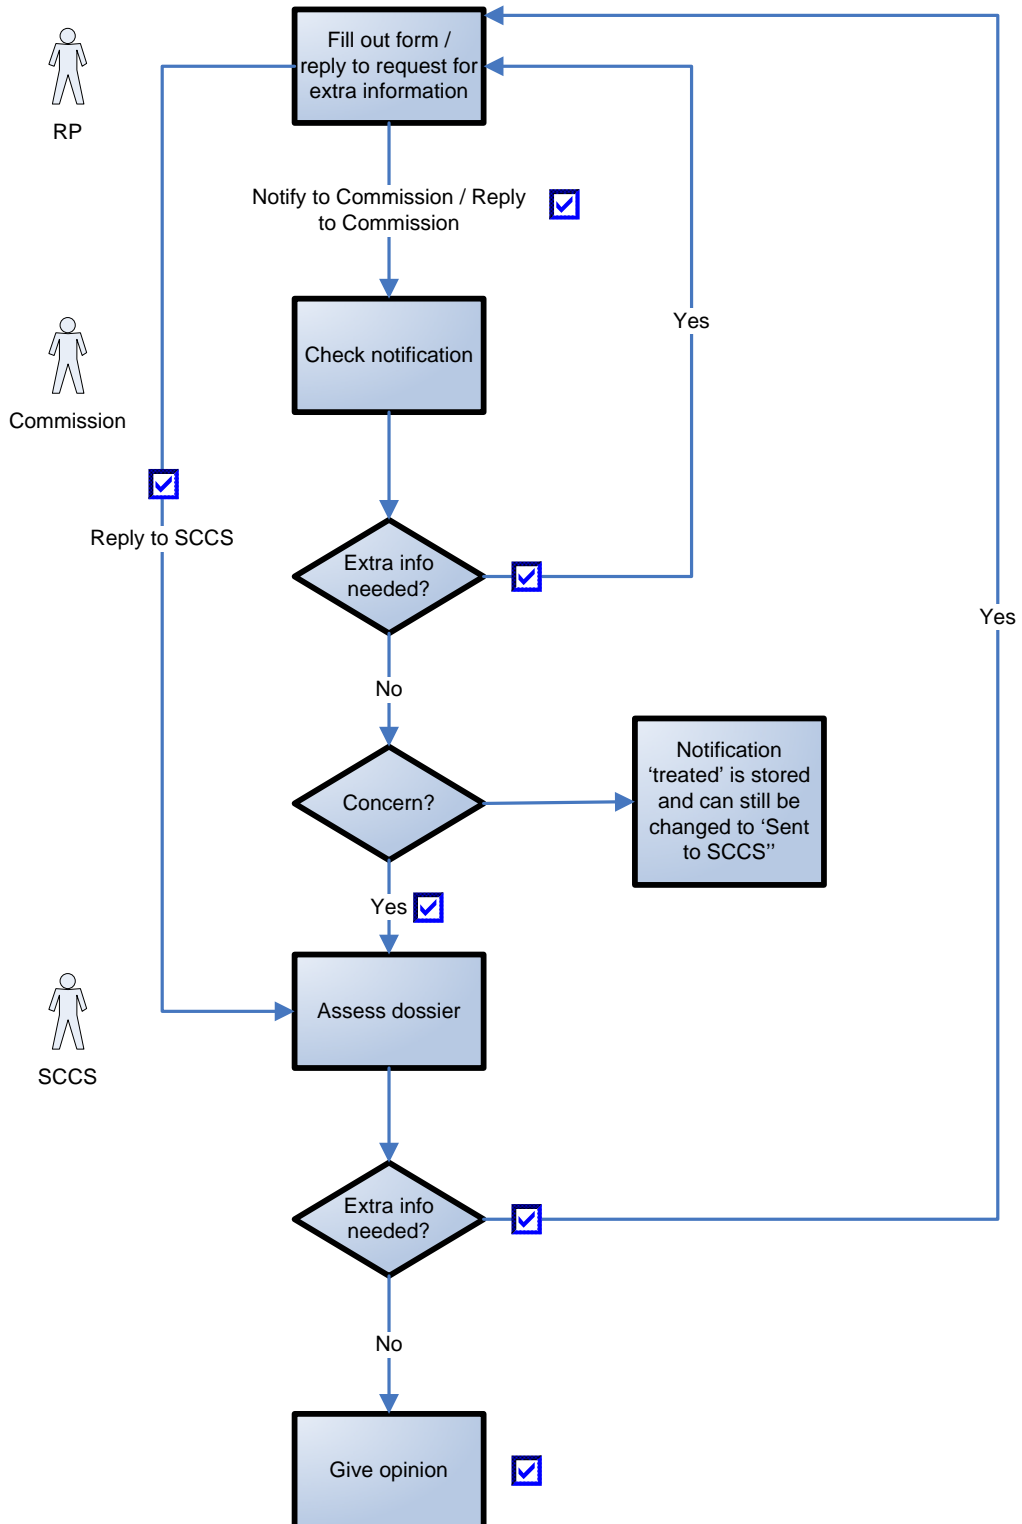 Fill out form /
reply to request for
extra information
RP
Notify to Commission / Reply
to Commission
Yes
Check notification
Commission
Reply to SCCS
Extra info
needed?
Yes
No
Notification
‘treated’ is stored
and can still be
changed to ‘Sent
to SCCS’’
Concern?
Yes
Assess dossier
SCCS
Extra info
needed?
No
Give opinion